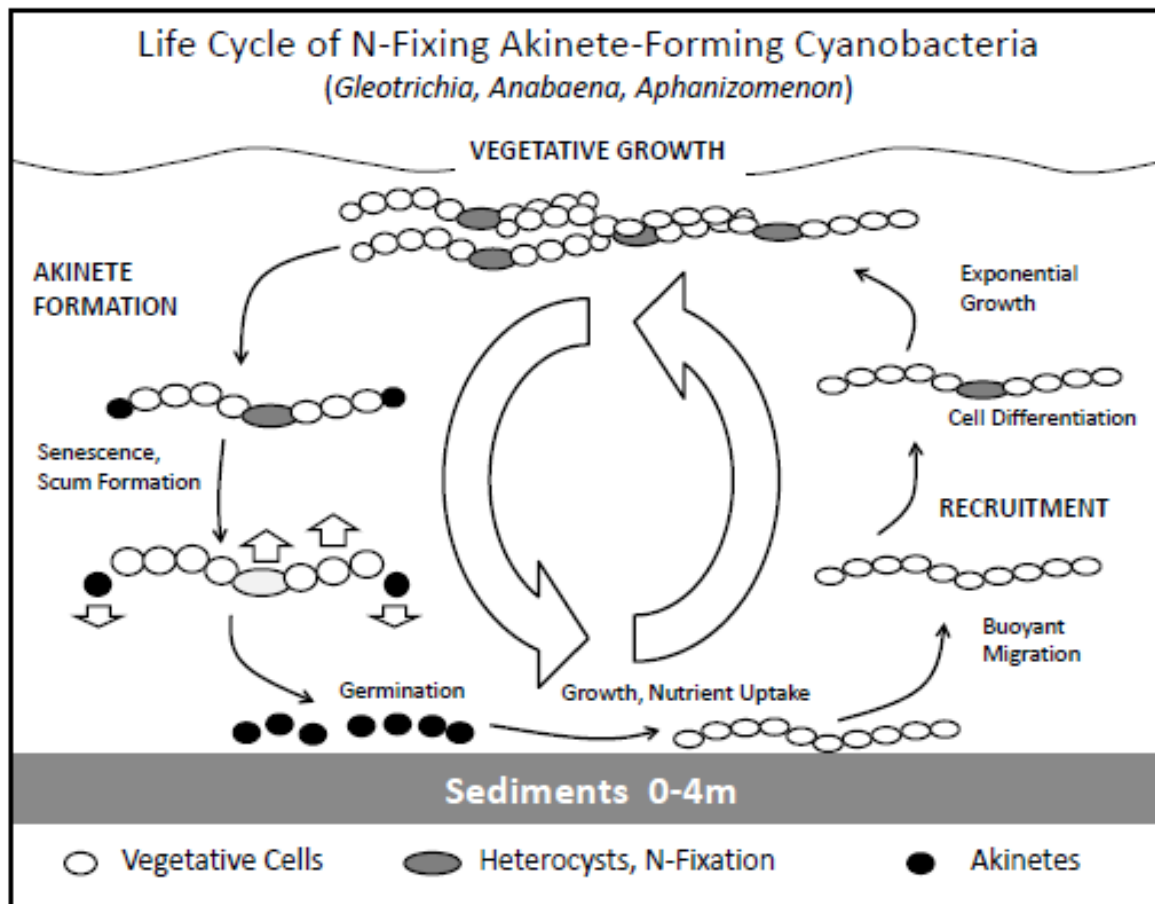 Life Cycle of N-Fixing Akinete-Forming Cyanobacteria
(Gleotrichia, Anabaena, Aphanizomenon)
VEGETATIVE GROWTH
AKINETE
FORMATION
Exponential
Growth
Cell Differentiation
Senescence,
Scum Formation
RECRUITMENT
Buoyant
Migration
Germination
Growth, Nutrient Uptake
Sediments 0-4m
Vegetative Cells
Heterocysts, N-Fixation
Akinetes